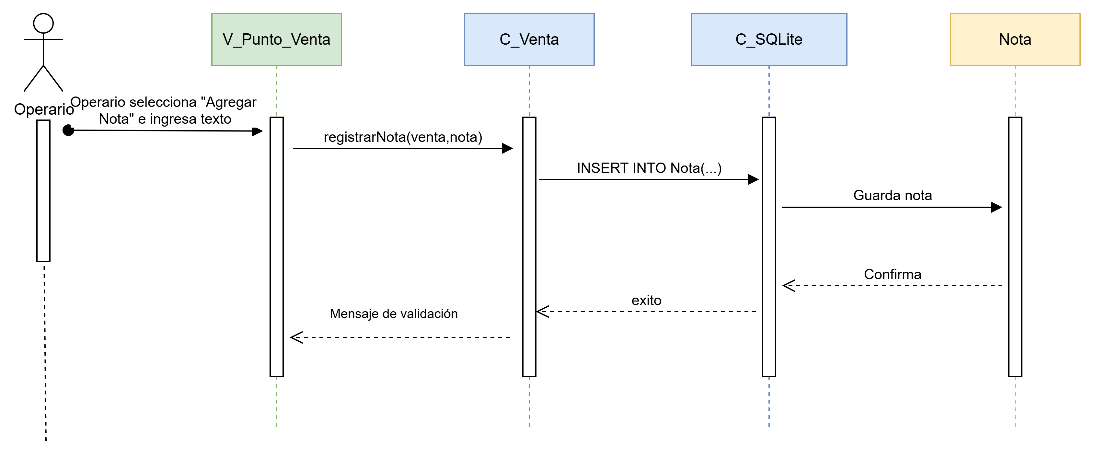 V_Punto_Venta
C_Venta
C_SQLite
Nota
Operario
Operario selecciona "Agregar
Nota" e ingresa texto
registrarNota(venta,nota)
INSERT INTO Nota(...)
Guarda nota
Confirma
exito
Mensaje de validación